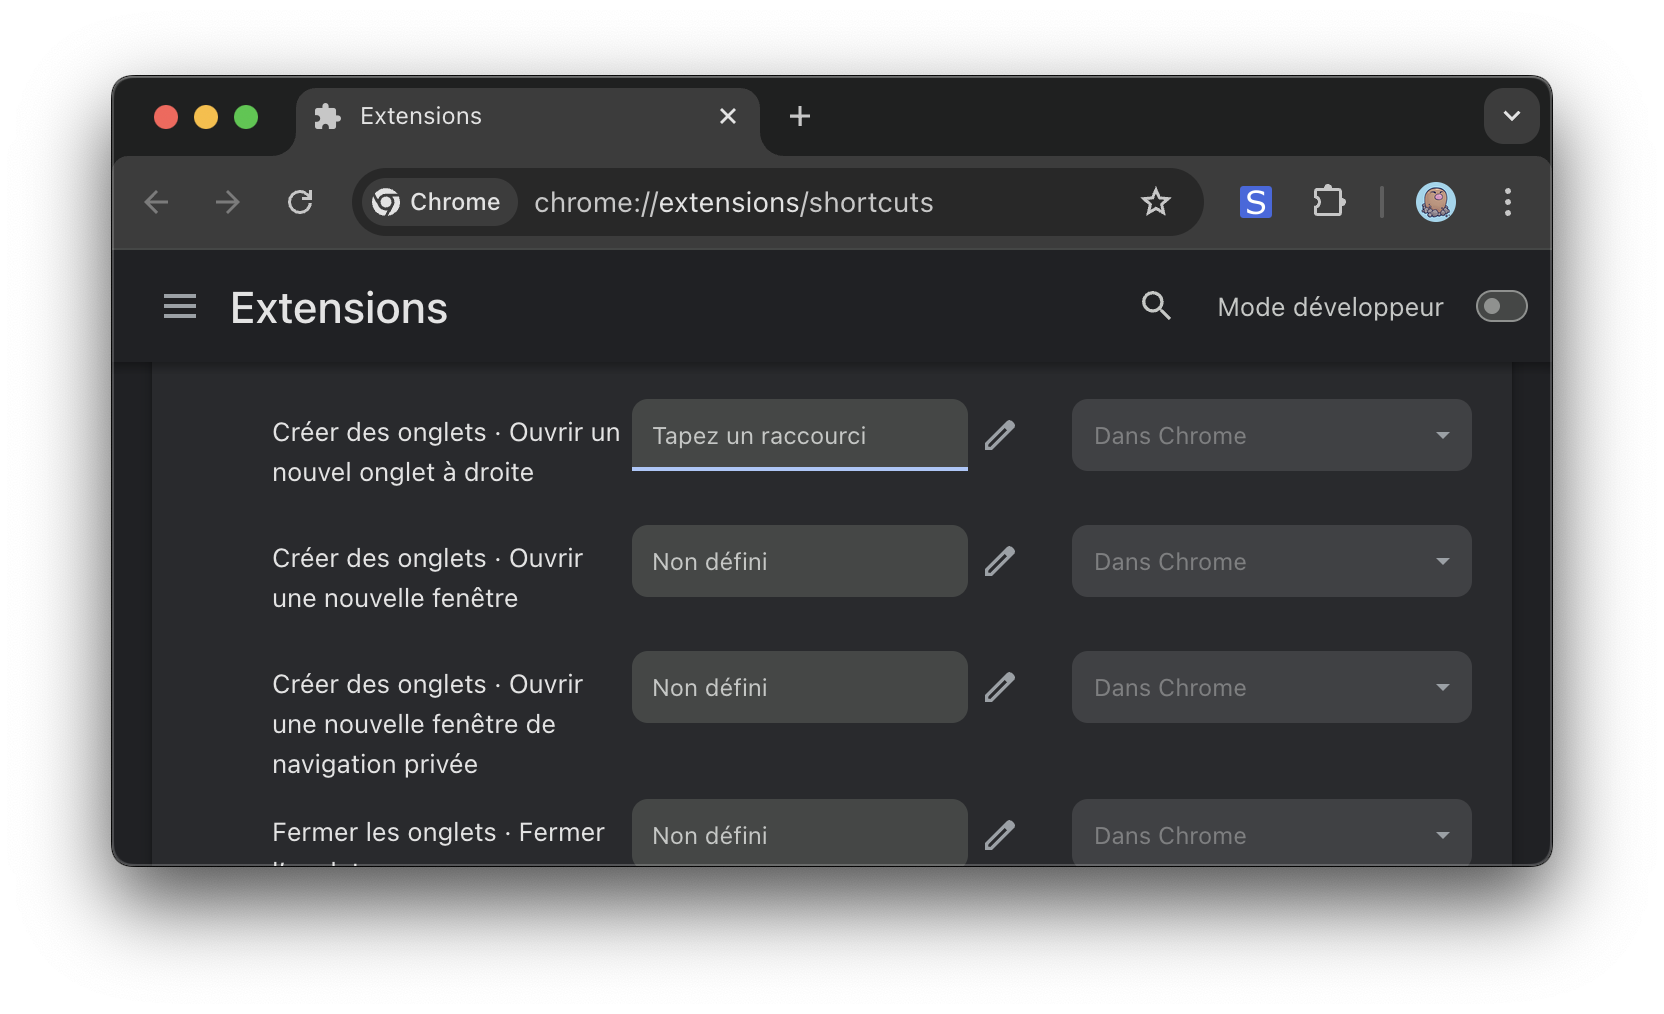 Extensions
Chrome
chrome://extensions/shortcuts
S
Extensions
Mode développeur
Créer des onglets · Ouvrir un
nouvel onglet à droite
Tapez un raccourci
Dans Chrome
Créer des onglets · Ouvrir
une nouvelle fenêtre
Non défini
Dans Chrome
Créer des onglets · Ouvrir
une nouvelle fenêtre de
navigation privée
Non défini
Dans Chrome
Fermer les onglets · Fermer
Non défini
Dans Chrome